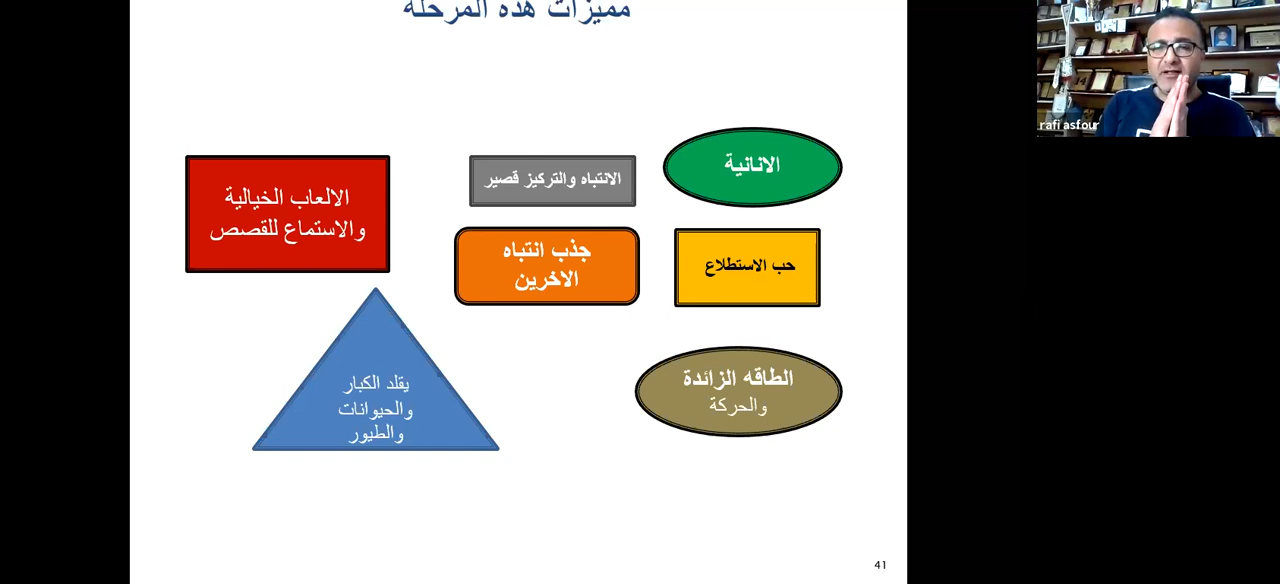 مميزات هذه المرحلة
الانانية
الانتباه والتركيز قصير
الالعاب الخيالية
والاستماع للقصص
حب الاستطلاع
جذب انتباه
الاخرين
الطاقه الزائدة
والحركة
يقلد الكبار
والحيوانات
والطيور
41
rafi asfour